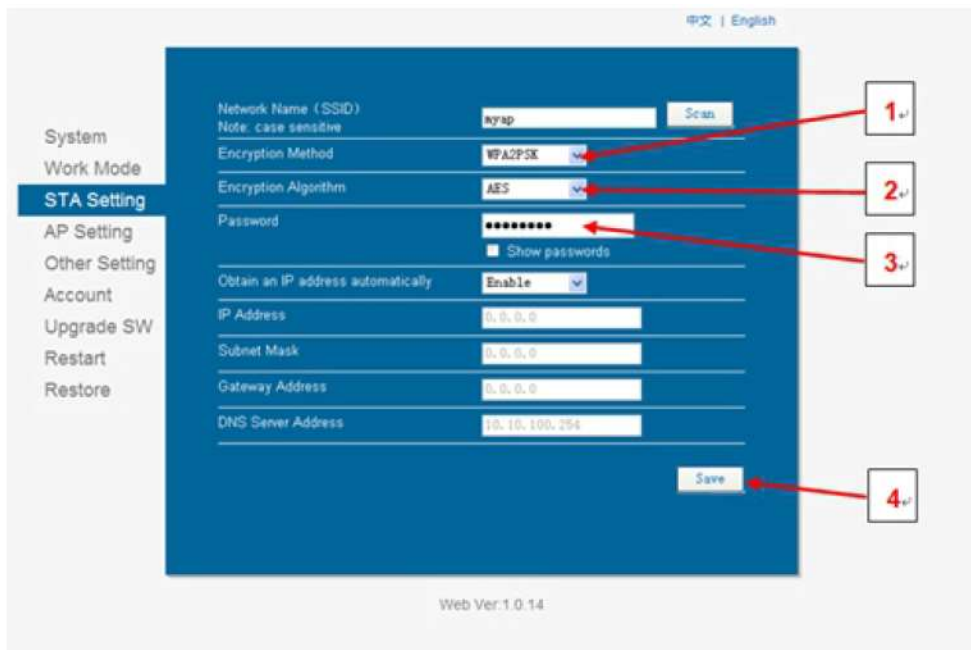 中文 | English
System
Work Mode
STA Setting
AP Setting
Other Setting
Account
Upgrade SW
Restart
Restore
Network Name（SSID）
Note: case sensitive
myap
Scan
Encryption Method
WPA2PSK
Encryption Algorithm
AES
Password
●●●●●●●●
Show passwords
Obtain an IP address automatically
Enable
IP Address
0.0.0.0
Subnet Mask
0.0.0.0
Gateway Address
0.0.0.0
DNS Server Address
10.10.100.254
Save
1
2
3
4
Web Ver:1.0.14